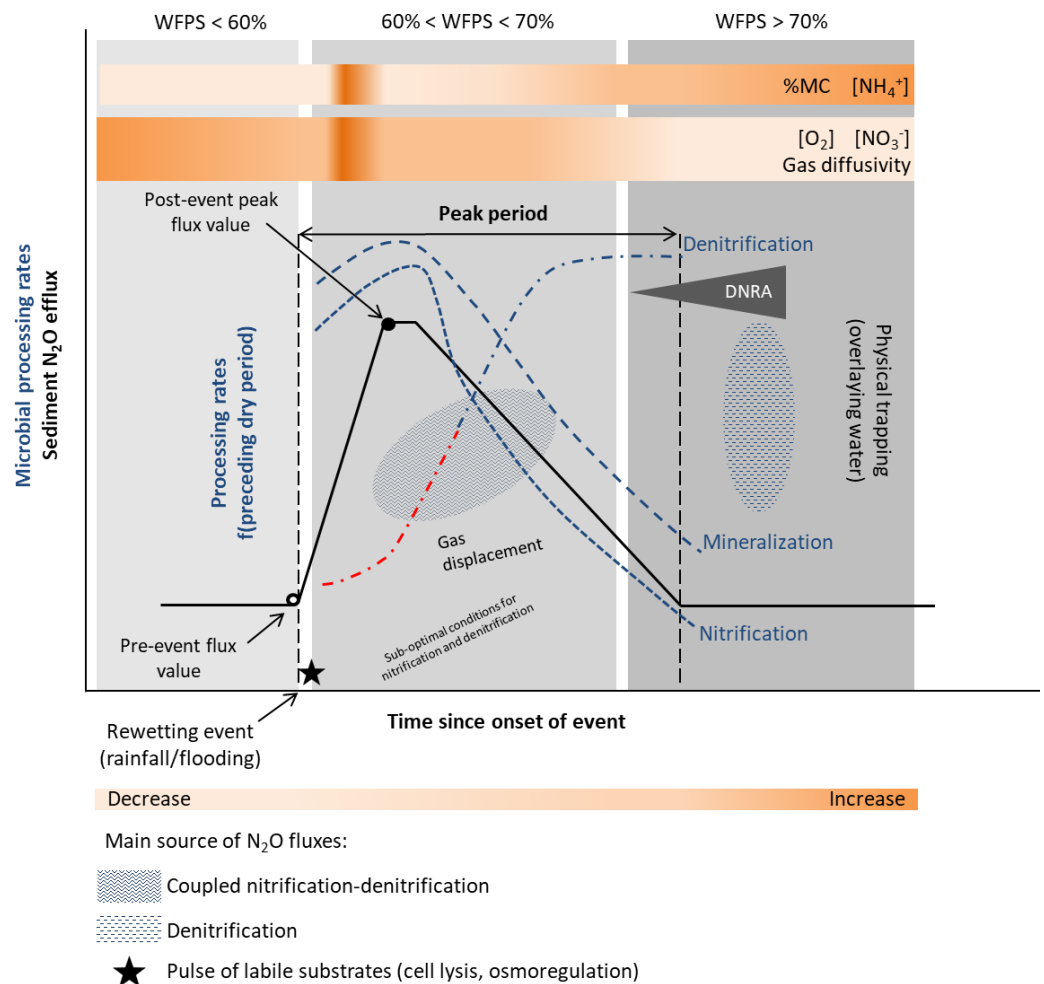 WFPS < 60%
60% < WFPS < 70%
WFPS > 70%
%MC [NH₄⁺]
[O₂] [NO₃⁻]
Gas diffusivity
Post-event peak
flux value
Peak period
Denitrification
DNRA
Microbial processing rates
Sediment N₂O efflux
Processing rates
f(preceding dry period)
Physical trapping
(overlaying water)
Gas
displacement
Mineralization
Sub-optimal conditions for
nitrification and denitrification
Nitrification
Pre-event flux
value
Rewetting event
(rainfall/flooding)
Time since onset of event
Decrease
Increase
Main source of N₂O fluxes:
Coupled nitrification-denitrification
Denitrification
Pulse of labile substrates (cell lysis, osmoregulation)